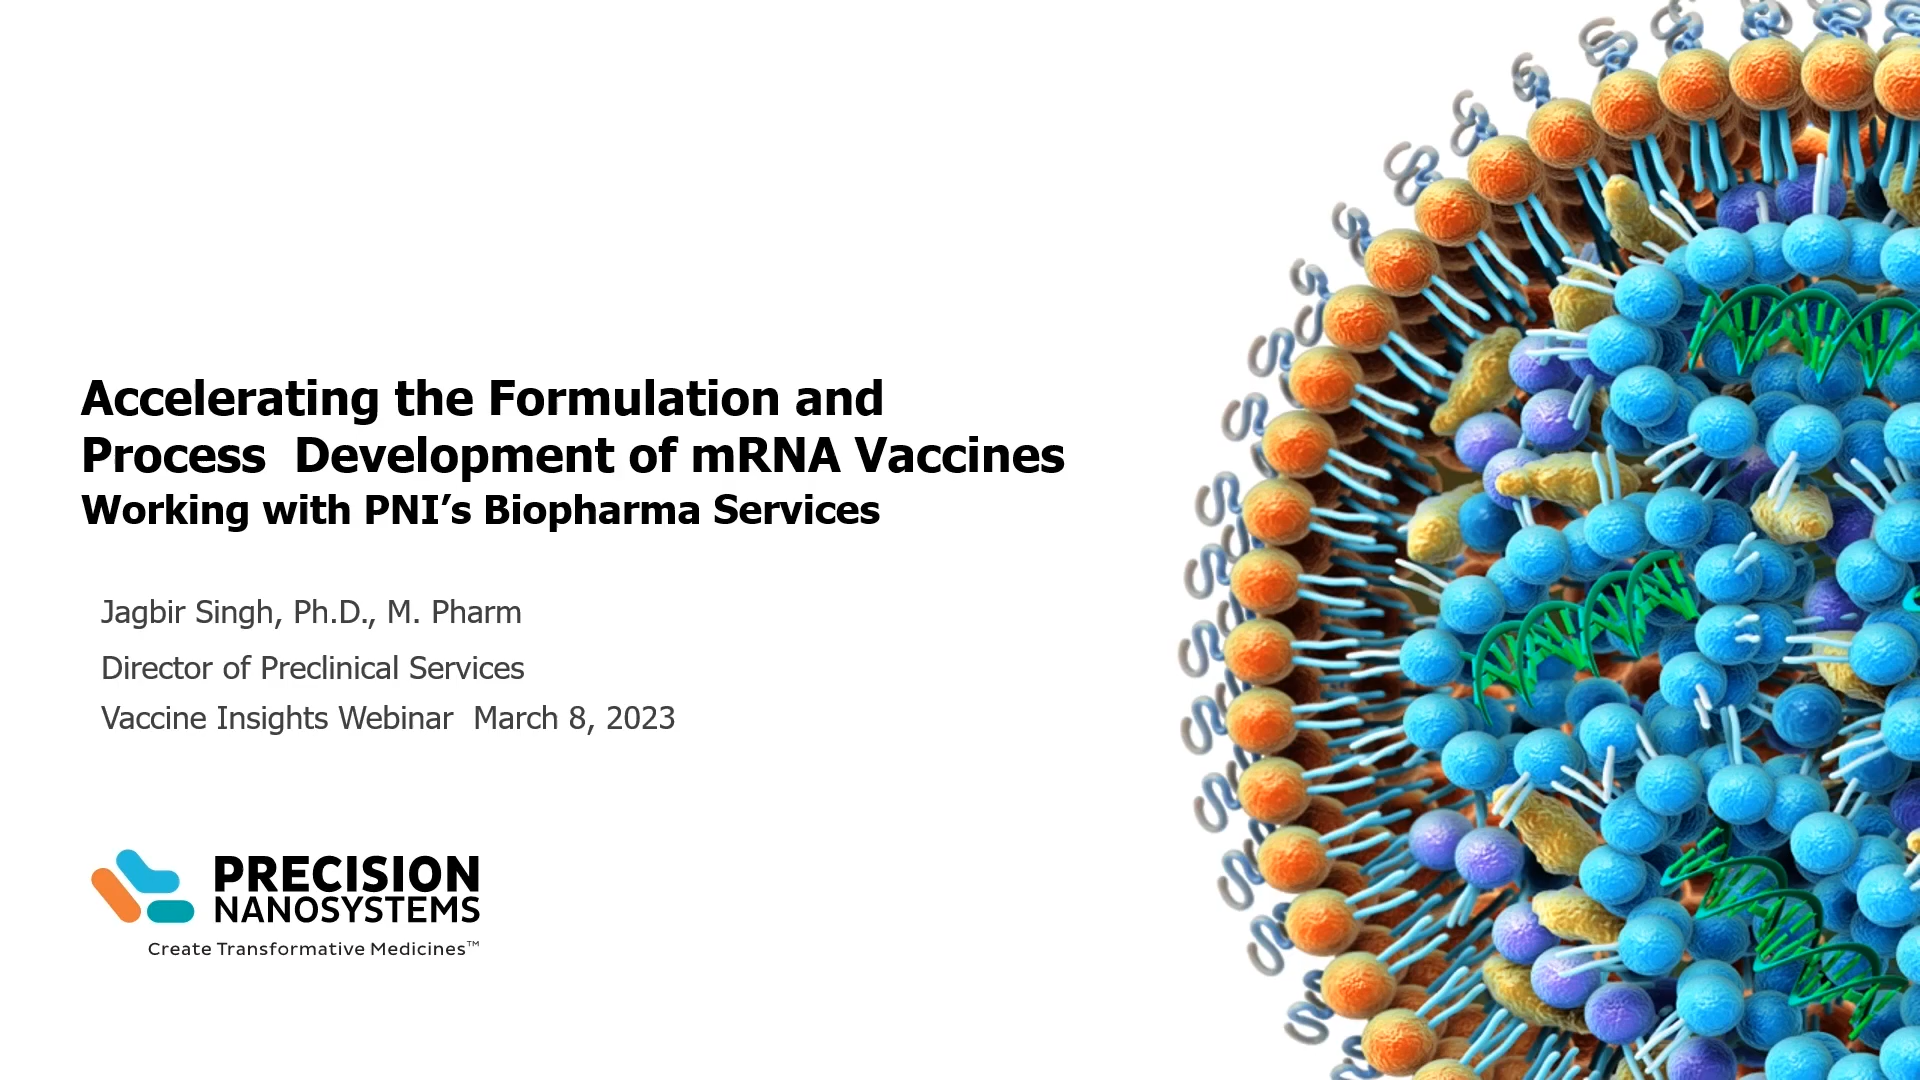 Accelerating the Formulation and
Process  Development of mRNA Vaccines
Working with PNI’s Biopharma Services
Jagbir Singh, Ph.D., M. Pharm
Director of Preclinical Services
Vaccine Insights Webinar  March 8, 2023
PRECISION
NANOSYSTEMS
Create Transformative Medicines™